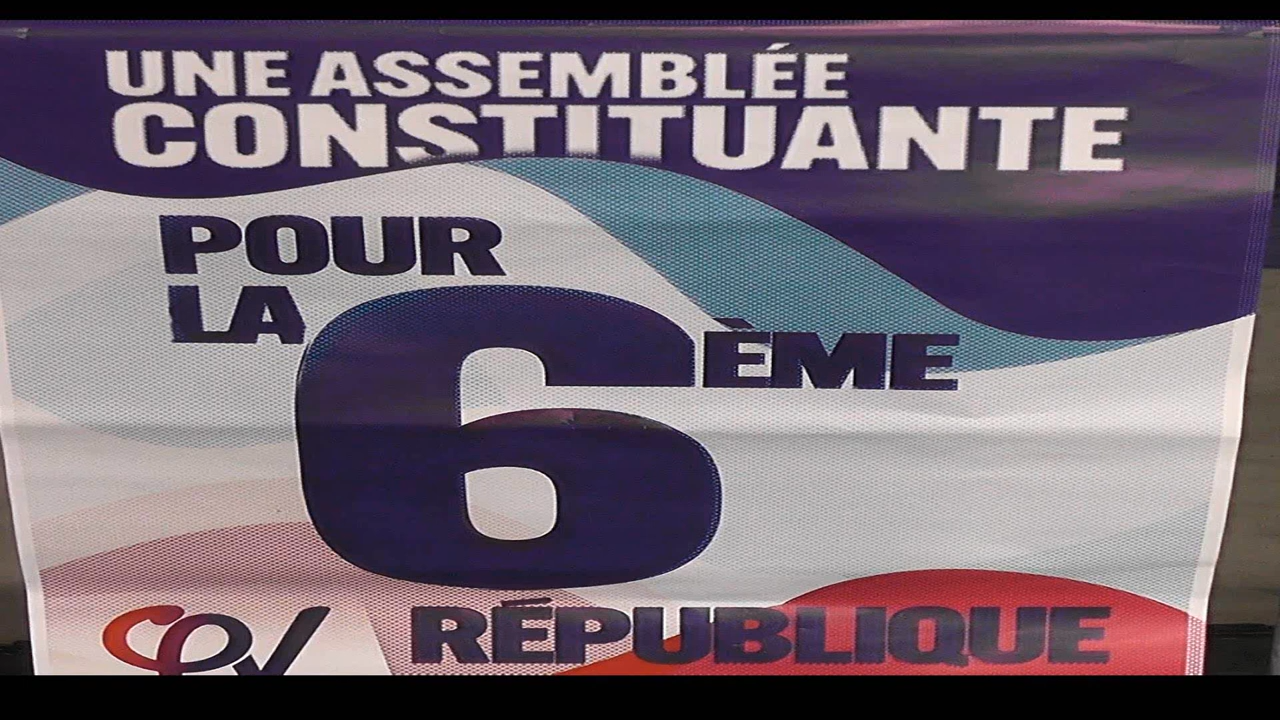 UNE ASSEMBLÉE
CONSTITUANTE
POUR
LA 6ÈME
RÉPUBLIQUE